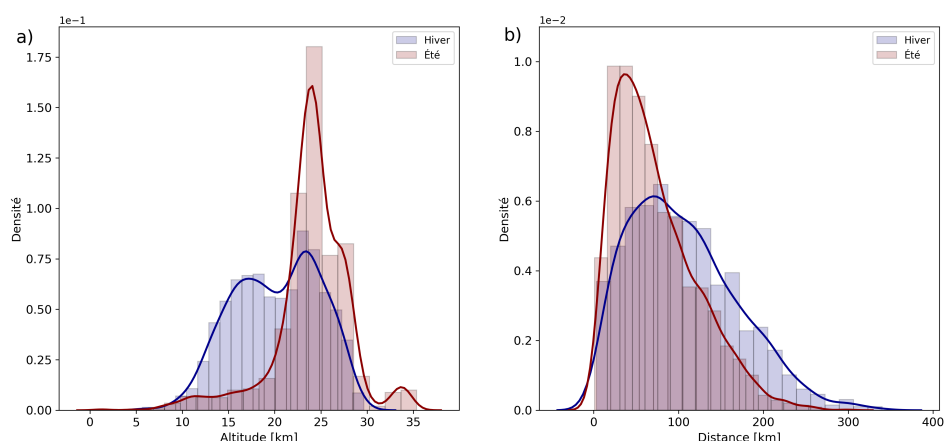 a)
1e−1
Hiver
Été
Densité
1.75
1.50
1.25
1.00
0.75
0.50
0.25
0.00
0 5 10 15 20 25 30 35
Altitude [km]
b)
1e−2
Hiver
Été
Densité
1.0
0.8
0.6
0.4
0.2
0.0
0 100 200 300 400
Distance [km]